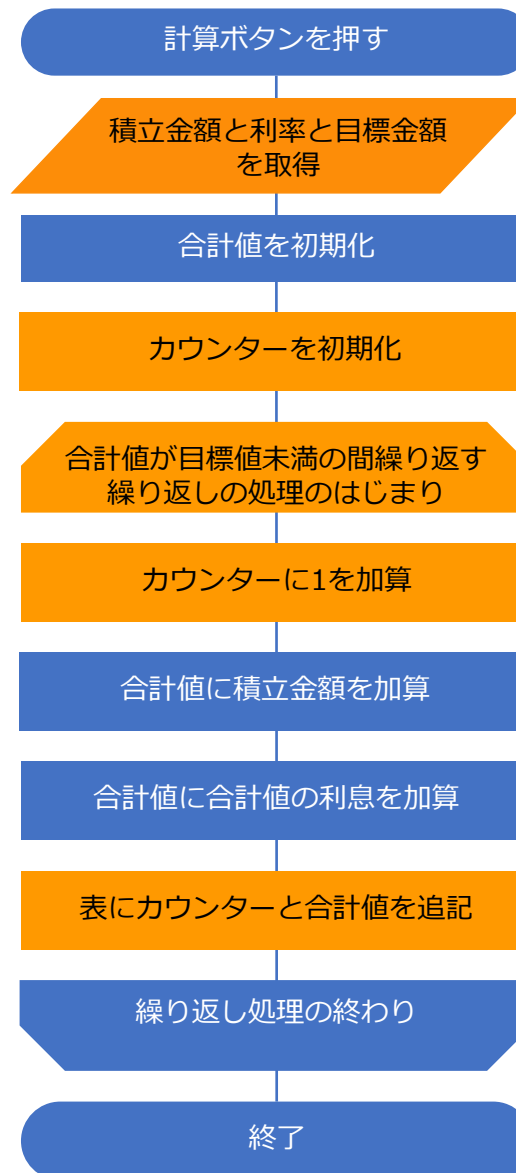 計算ボタンを押す
積立金額と利率と目標金額
を取得
合計値を初期化
カウンターを初期化
合計値が目標値未満の間繰り返す
繰り返しの処理のはじまり
カウンターに1を加算
合計値に積立金額を加算
合計値に合計値の利息を加算
表にカウンターと合計値を追記
繰り返し処理の終わり
終了